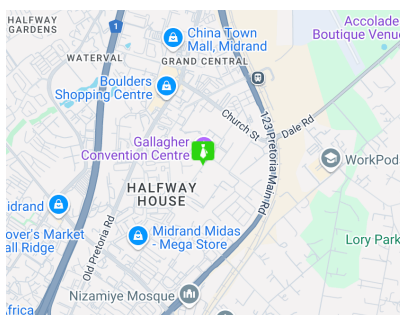 HALFWAY
GARDENS
1
China Town
Mall, Midrand
Accolade
Boutique Venue
WATERVAL
GRAND CENTRAL
Boulders
Shopping Centre
Church St
123 Pretoria Main Rd
Dale Rd
Gallagher
Convention Centre
WorkPod
HALFWAY
HOUSE
Midrand
over's Market
all Ridge
Old Pretoria Rd
Midrand Midas
- Mega Store
Lory Park
Nizamiye Mosque
frica